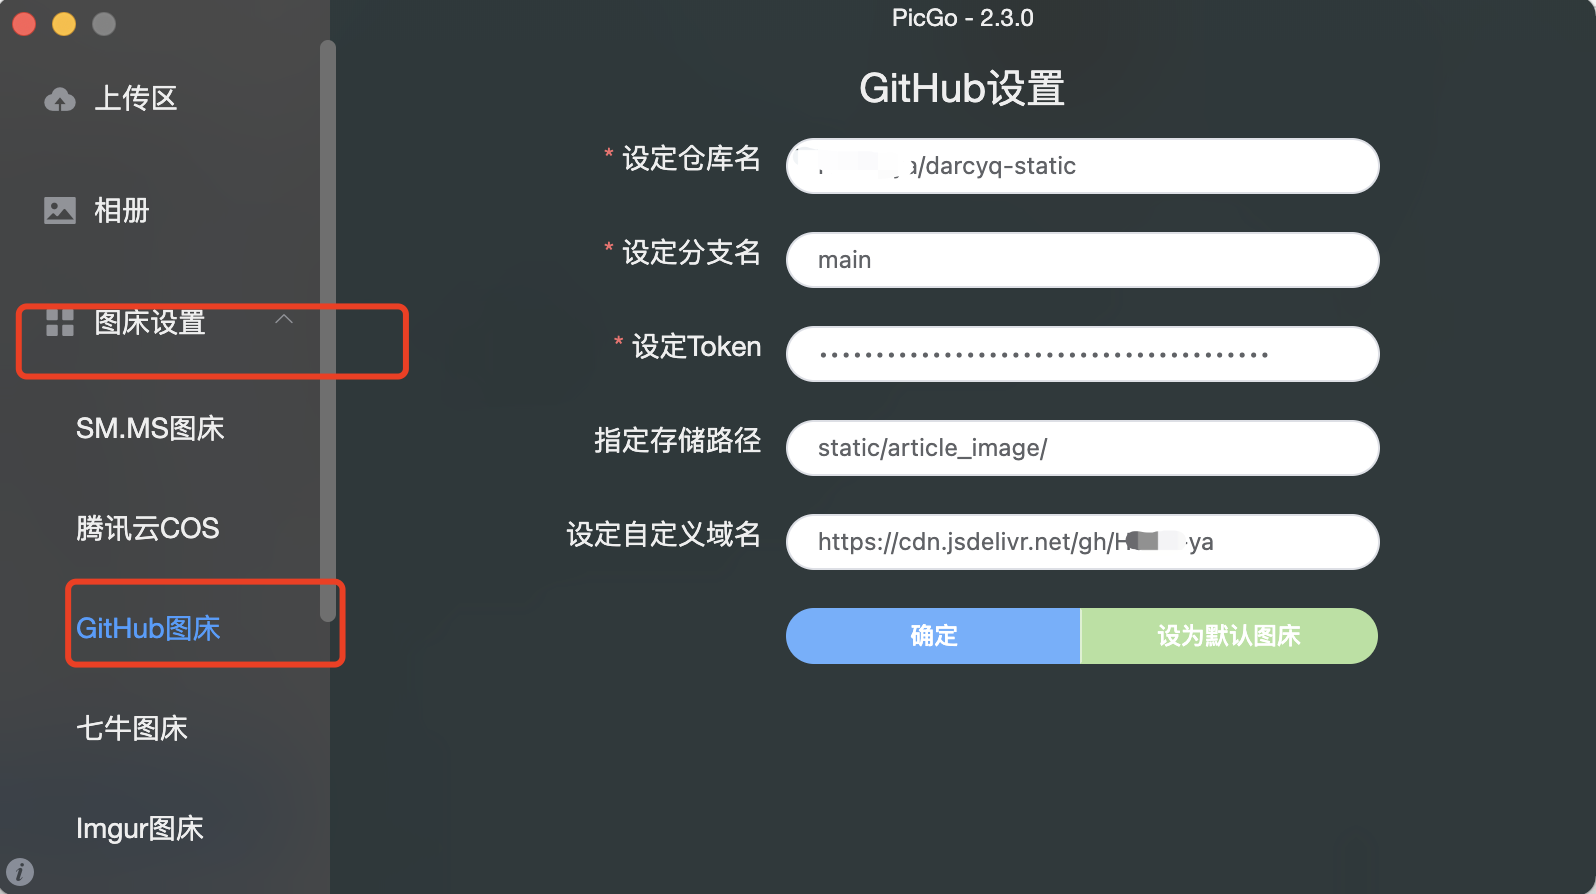 PicGo - 2.3.0
上传区
相册
图床设置
SM.MS图床
腾讯云COS
GitHub图床
七牛图床
Imgur图床
GitHub设置
* 设定仓库名
a/darcyq-static
* 设定分支名
main
* 设定Token
••••••••••••••••••••••••••••••••••••••••
指定存储路径
static/article_image/
设定自定义域名
https://cdn.jsdelivr.net/gh/H -ya
确定
设为默认图床